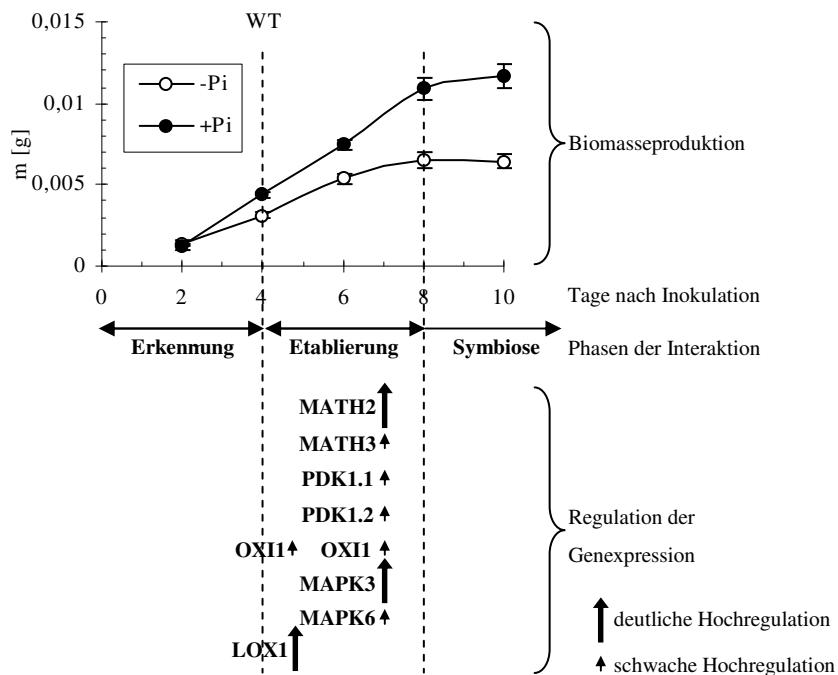 WT
0,015
0,01
0,005
0
m [g]
-Pi
+Pi
Biomasseproduktion
0 2 4 6 8 10
Tage nach Inokulation
Erkennung Etablierung Symbiose
Phasen der Interaktion
MATH2
MATH3
PDK1.1
PDK1.2
OXI1 OXI1
MAPK3
MAPK6
LOX1
Regulation der
Genexpression
deutliche Hochregulation
schwache Hochregulation